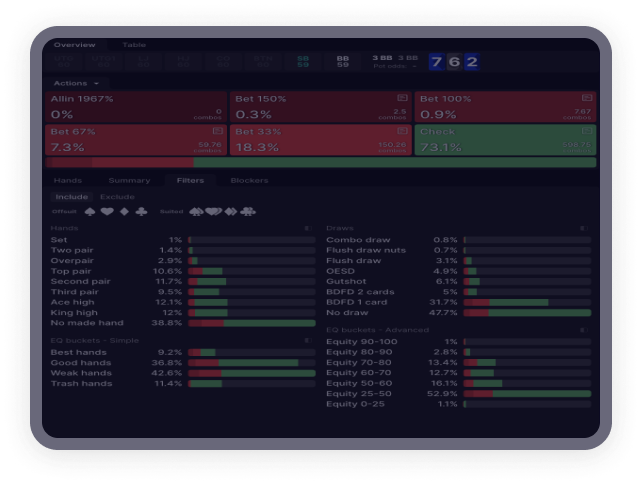 Overview Table
SB BB 3 BB 3 BB 7 6 2
59 59 Pot odds -
Actions
Allin 1967% Bet 150% Bet 100%
0% 0 combos 0.3% 2.5 combos 0.9% 7.67 combos
Bet 67% Bet 33% Check
7.3% 59.76 combos 18.3% 150.26 combos 73.1% 598.75 combos
Hands Summary Filters Blockers
Include Exclude
Offsuit Suited
Hands
Set 1%
Two pair 1.4%
Overpair 2.9%
Top pair 10.6%
Second pair 11.7%
Third pair 9.5%
Ace high 12.1%
King high 12%
No made hand 38.8%
EQ buckets - Simple
Best hands 9.2%
Good hands 36.8%
Weak hands 42.6%
Trash hands 11.4%
Draws
Combo draw 0.8%
Flush draw nuts 0.7%
Flush draw 3.1%
OESD 4.9%
Gutshot 6.1%
BDFD 2 cards 5%
BDFD 1 card 31.7%
No draw 47.7%
EQ buckets - Advanced
Equity 90-100 1%
Equity 80-90 2.8%
Equity 70-80 13.4%
Equity 60-70 12.7%
Equity 50-60 16.1%
Equity 25-50 52.9%
Equity 0-25 1.1%